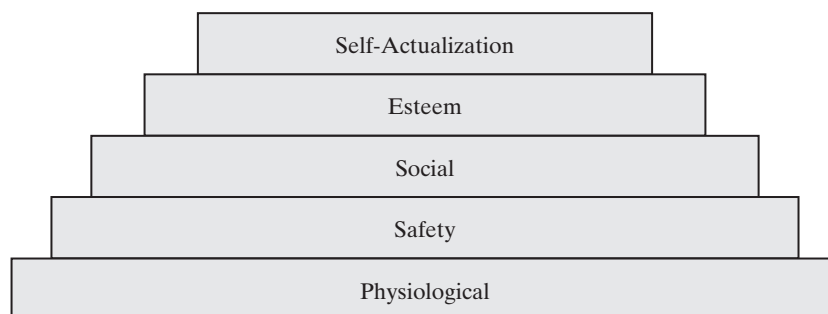 Self-Actualization
Esteem
Social
Safety
Physiological